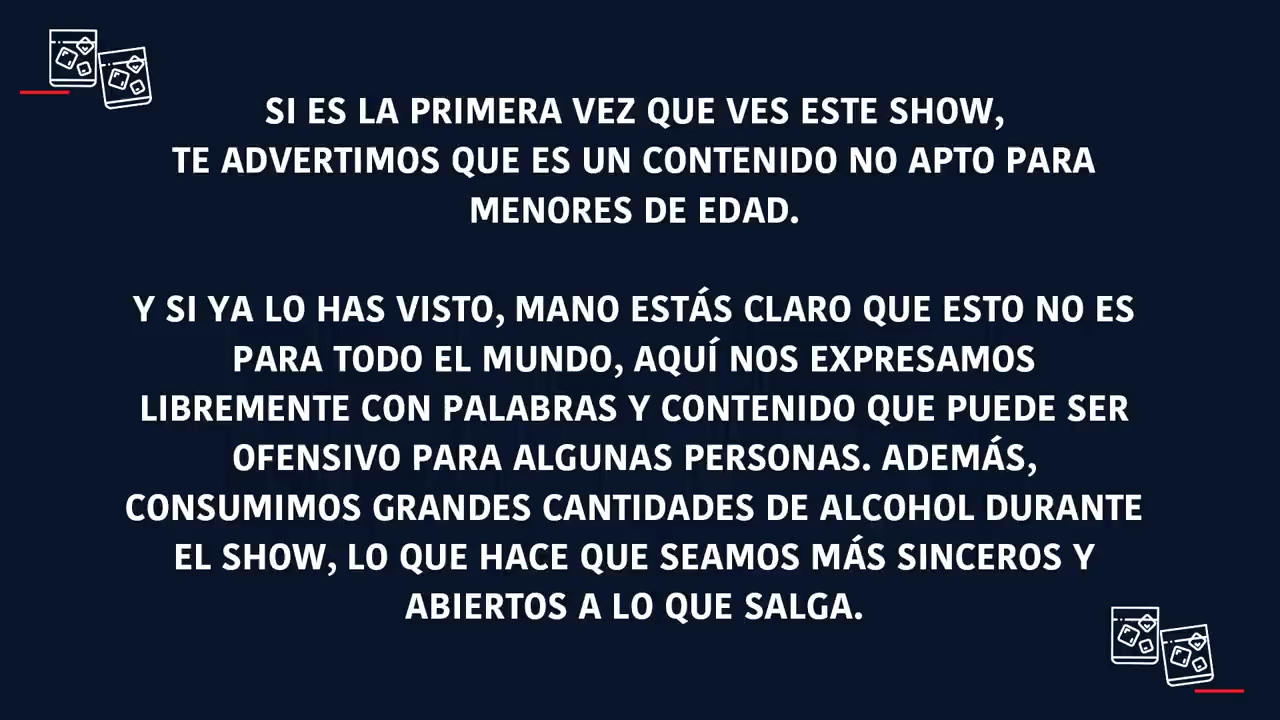 SI ES LA PRIMERA VEZ QUE VES ESTE SHOW,
TE ADVERTIMOS QUE ES UN CONTENIDO NO APTO PARA
MENORES DE EDAD.
Y SI YA LO HAS VISTO, MANO ESTÁS CLARO QUE ESTO NO ES
PARA TODO EL MUNDO, AQUÍ NOS EXPRESAMOS
LIBREMENTE CON PALABRAS Y CONTENIDO QUE PUEDE SER
OFENSIVO PARA ALGUNAS PERSONAS. ADEMÁS,
CONSUMIMOS GRANDES CANTIDADES DE ALCOHOL DURANTE
EL SHOW, LO QUE HACE QUE SEAMOS MÁS SINCEROS Y
ABIERTOS A LO QUE SALGA.